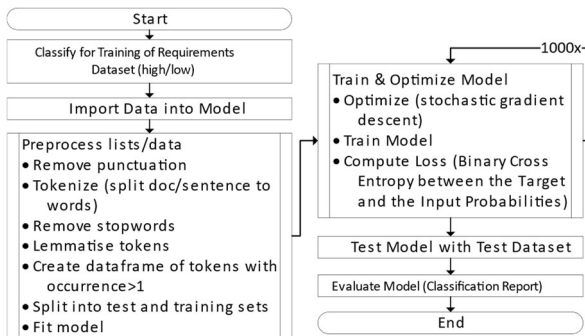 Start
Classify for Training of Requirements
Dataset (high/low)
Import Data into Model
Preprocess lists/data
• Remove punctuation
• Tokenize (split doc/sentence to
words)
• Remove stopwords
• Lemmatise tokens
• Create dataframe of tokens with
occurrence>1
• Split into test and training sets
• Fit model
1000x
Train & Optimize Model
• Optimize (stochastic gradient
descent)
• Train Model
• Compute Loss (Binary Cross
Entropy between the Target
and the Input Probabilities)
Test Model with Test Dataset
Evaluate Model (Classification Report)
End